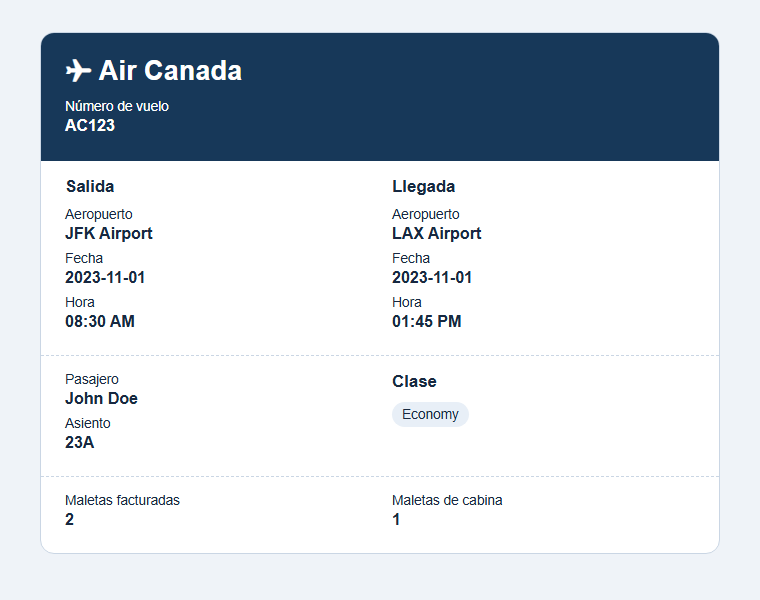 Air Canada
Número de vuelo
AC123
Salida
Aeropuerto
JFK Airport
Fecha
2023-11-01
Hora
08:30 AM
Llegada
Aeropuerto
LAX Airport
Fecha
2023-11-01
Hora
01:45 PM
Pasajero
John Doe
Asiento
23A
Clase
Economy
Maletas facturadas
2
Maletas de cabina
1